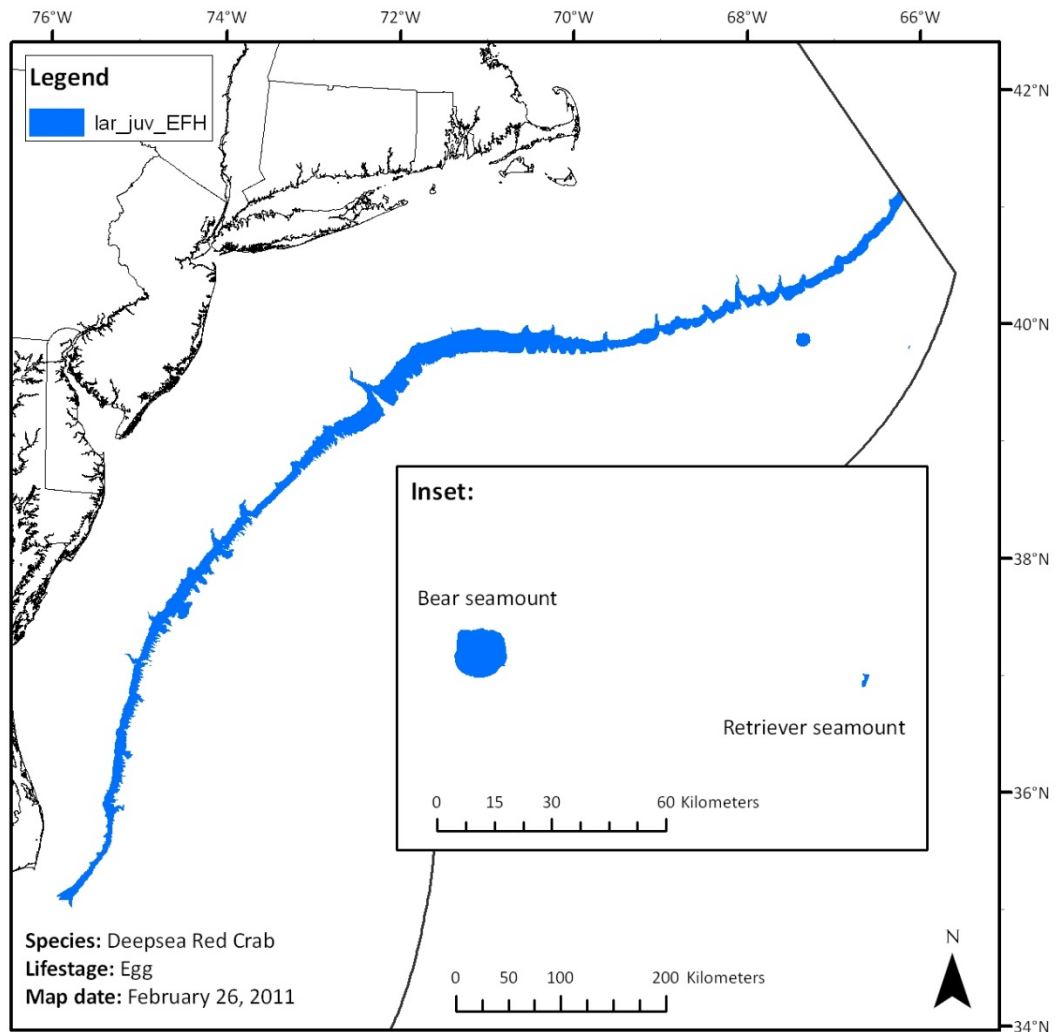 76°W 74°W 72°W 70°W 68°W 66°W
Legend
lar_juv_EFH
42°N
40°N
38°N
36°N
34°N
Inset:
Bear seamount
Retriever seamount
0 15 30 60 Kilometers
Species: Deepsea Red Crab
Lifestage: Egg
Map date: February 26, 2011
0 50 100 200 Kilometers
N